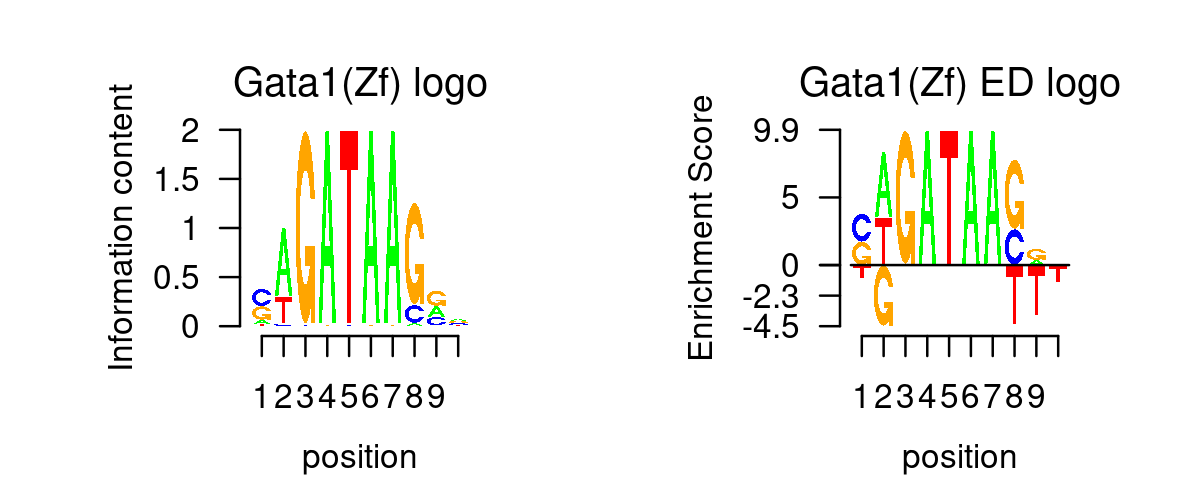 Gata1(Zf) logo
Information content
2
1.5
1
0.5
0
123456789
position
Gata1(Zf) ED logo
Enrichment Score
9.9
5
0
-2.3
-4.5
123456789
position